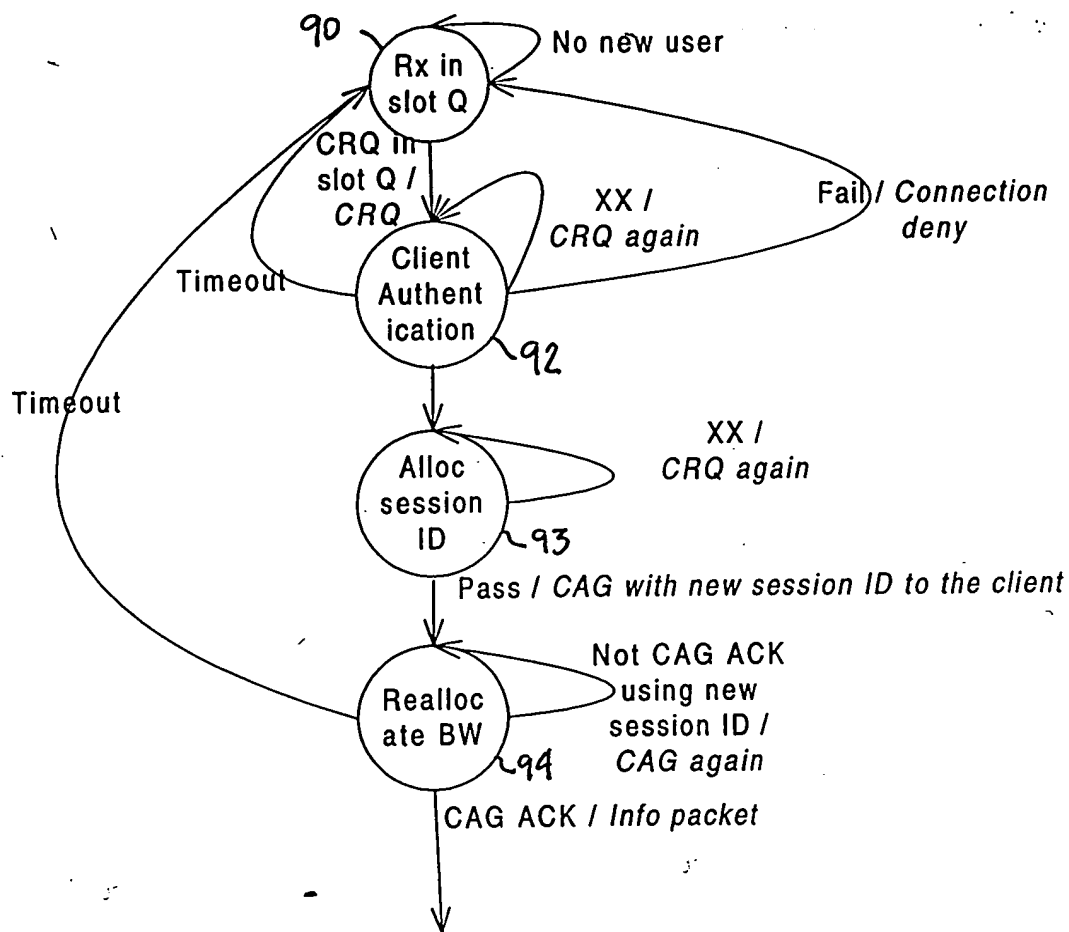 90
No new user
Rx in
slot Q
CRQ in
slot Q /
CRQ
XX /
CRQ again
Fail / Connection
deny
Client
Authent
ication
Timeout
92
Timeout
XX /
CRQ again
Alloc
session
ID
93
Pass / CAG with new session ID to the client
Not CAG ACK
using new
session ID /
CAG again
Realloc
ate BW
94
CAG ACK / Info packet